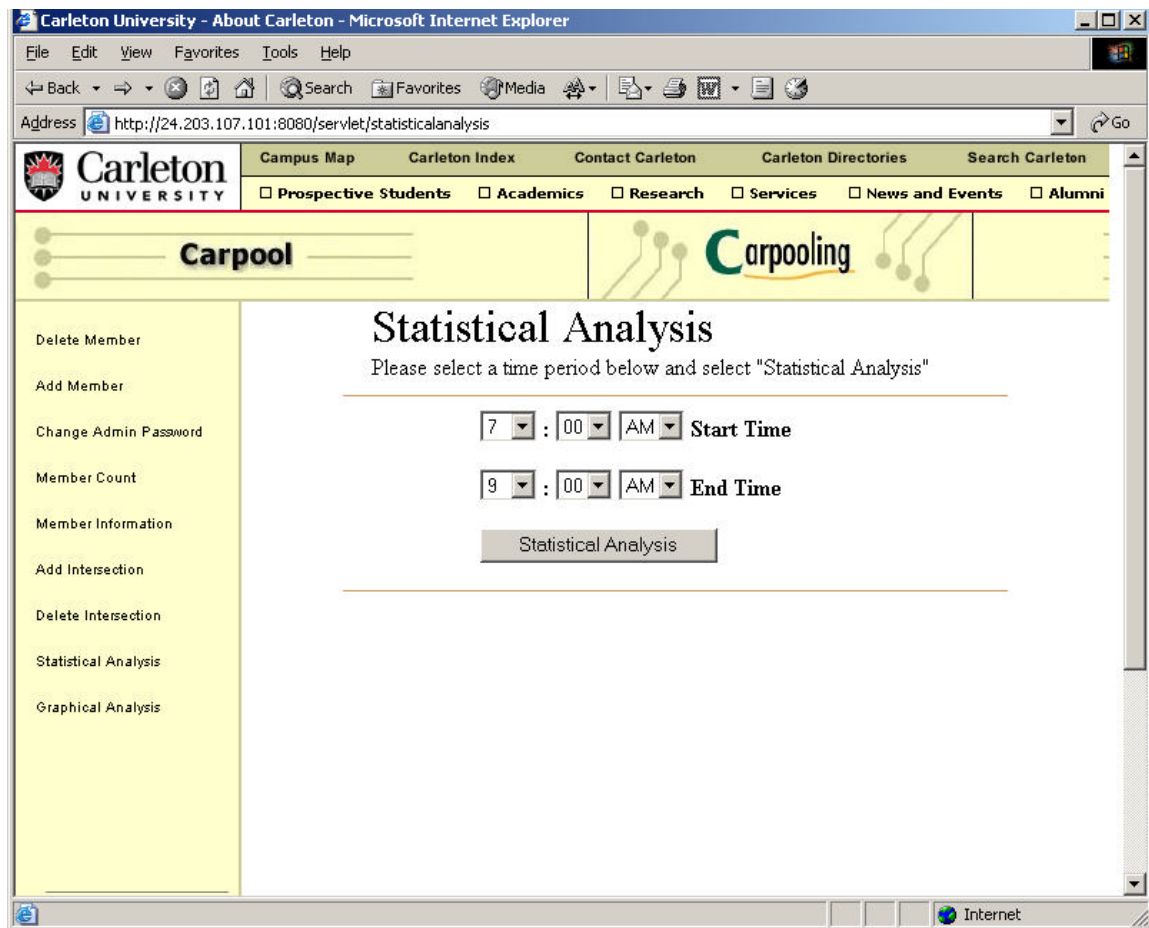 Carleton University - About Carleton - Microsoft Internet Explorer
File Edit View Favorites Tools Help
Back Search Favorites Media
Address http://24.203.107.101:8080/servlet/statisticalanalysis Go
Carleton
UNIVERSITY
Campus Map Carleton Index Contact Carleton Carleton Directories Search Carleton
Prospective Students Academics Research Services News and Events Alumni
Carpool
Carpooling
Delete Member
Add Member
Change Admin Password
Member Count
Member Information
Add Intersection
Delete Intersection
Statistical Analysis
Graphical Analysis
Statistical Analysis
Please select a time period below and select "Statistical Analysis"
7 : 00 AM Start Time
9 : 00 AM End Time
Statistical Analysis
Internet